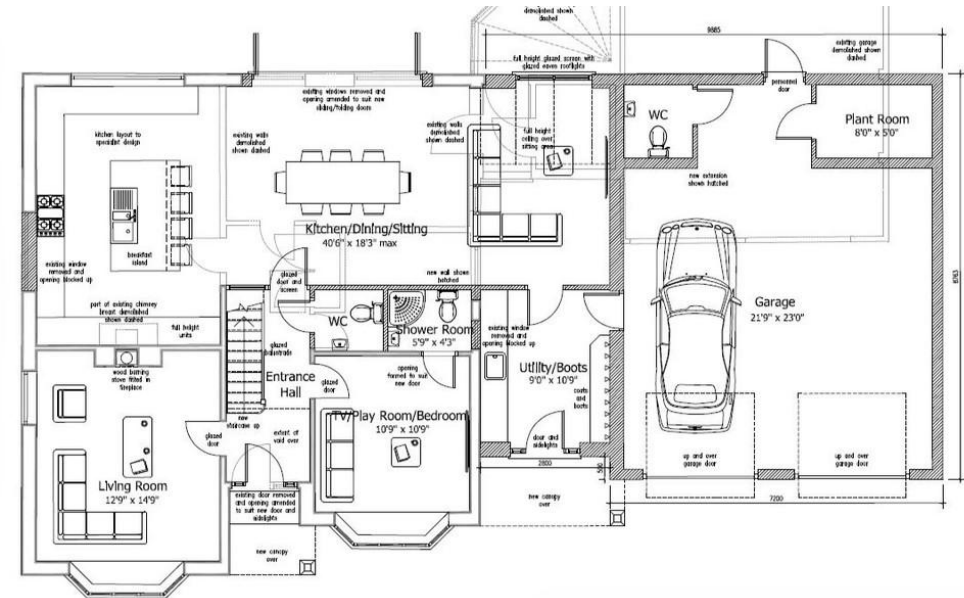 demolished shown
dashed
9885
full height glazed screen with
glazed eaves rooflights
existing garage
demolished shown
dashed
personnel
door
existing windows removed and
opening amended to suit new
sliding/folding doors
WC
Plant Room
8'0" x 5'0"
kitchen layout to
specialist design
existing walls
demolished
shown dashed
existing walls
demolished
shown dashed
full height
ceiling over
sitting area
new extension
shown hatched
Kitchen/Dining/Sitting
40'6" x 18'3" max
breakfast
island
existing window
removed and
opening blocked up
glazed
door and
screen
new wall shown
hatched
8763
part of existing chimney
breast demolished
shown dashed
full height
units
WC
Shower Room
5'9" x 4'3"
existing window
removed and
opening blocked up
Garage
21'9" x 23'0"
glazed
balustrade
wood burning
stove fitted in
fireplace
Entrance
Hall
glazed
door
opening
formed to suit
new door
Utility/Boots
9'0" x 10'9"
coats
and
boots
new
staircase up
TV/Play Room/Bedroom
10'9" x 10'9"
glazed
door
extent of
void over
door and
sidelights
up and over
garage door
up and over
garage door
2800
500
Living Room
12'9" x 14'9"
existing door removed
and opening amended
to suit new door and
sidelights
new canopy
over
7200
new canopy
over